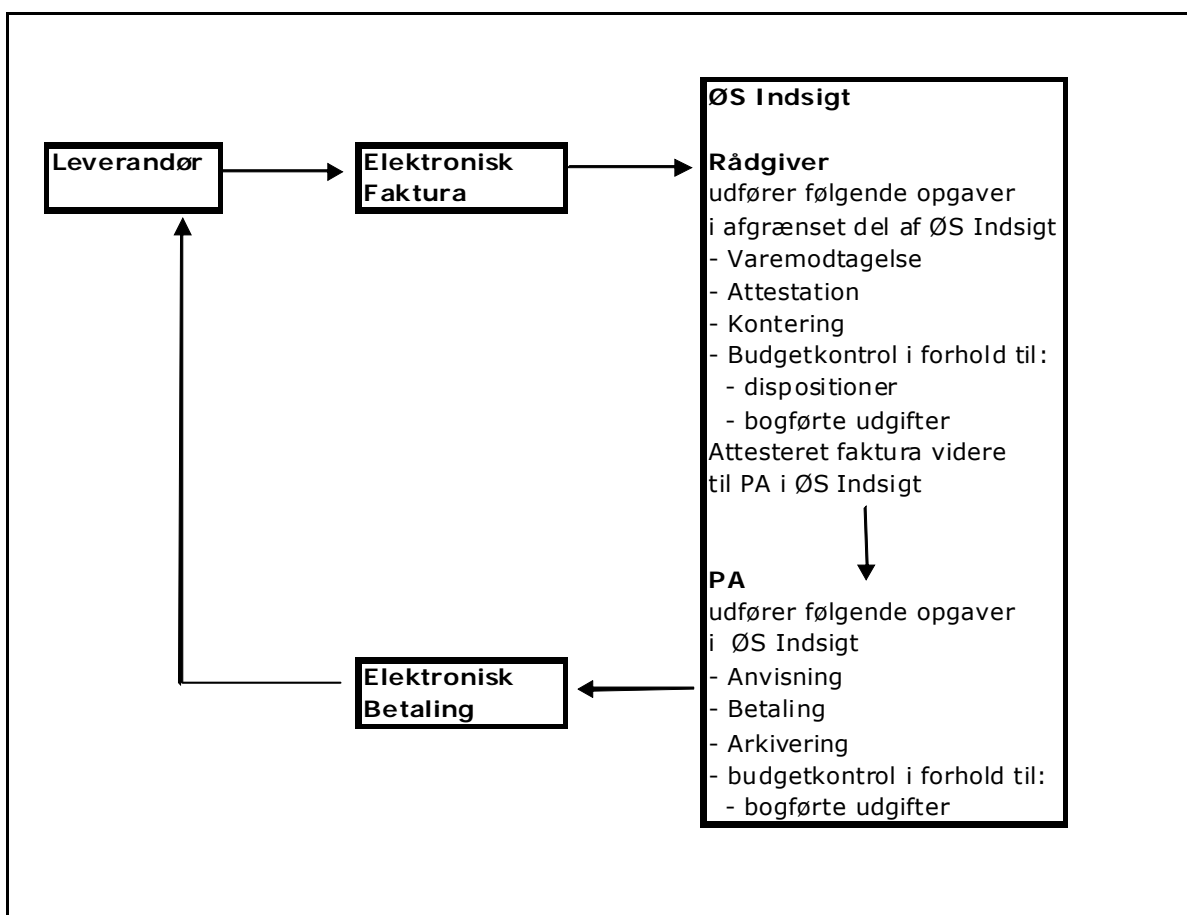 Leverandør
Elektronisk
Faktura
ØS Indsigt
Rådgiver
udfører følgende opgaver
i afgrænset del af ØS Indsigt
- Varemodtagelse
- Attestation
- Kontering
- Budgetkontrol i forhold til:
- dispositioner
- bogførte udgifter
Attesteret faktura videre
til PA i ØS Indsigt
PA
udfører følgende opgaver
i ØS Indsigt
- Anvisning
- Betaling
- Arkivering
- budgetkontrol i forhold til:
- bogførte udgifter
Elektronisk
Betaling